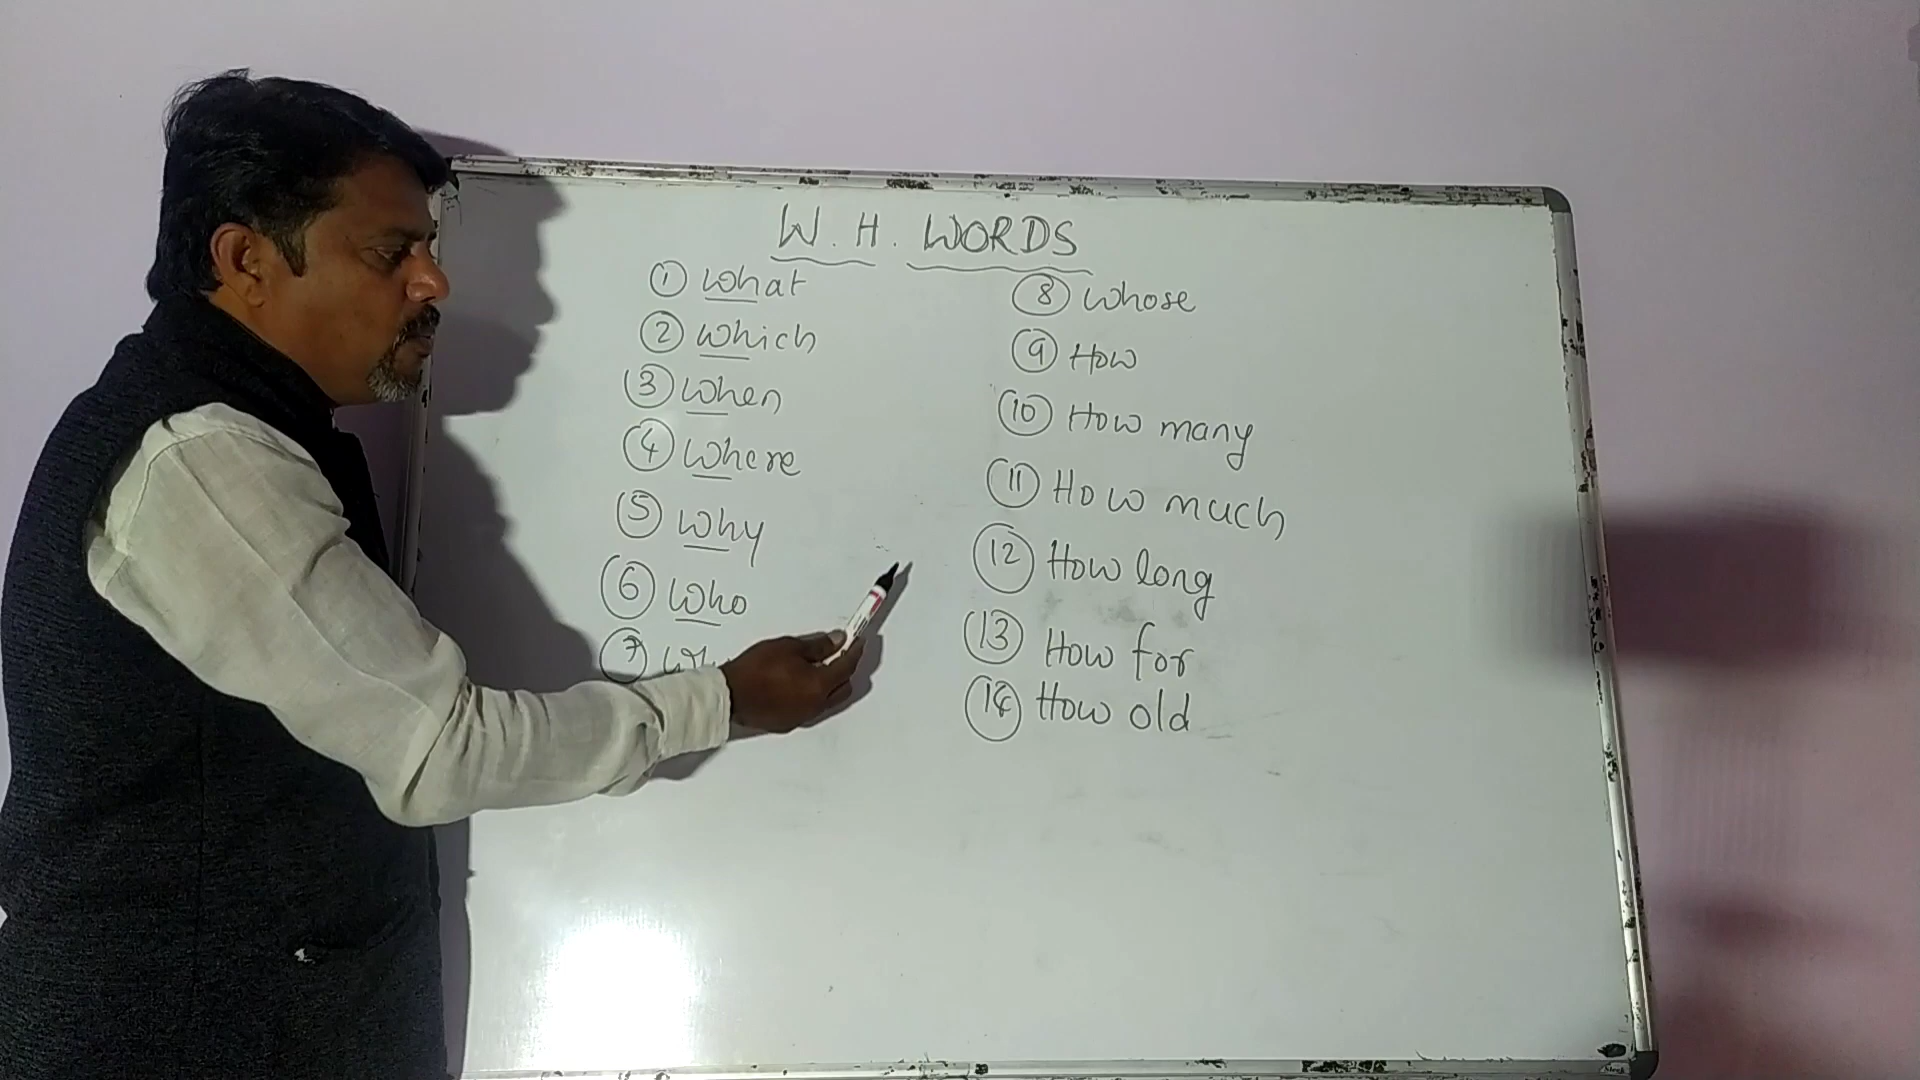 W. H. WORDS
① What
② Which
③ When
④ Where
⑤ Why
⑥ Who
⑦
⑧ Whose
⑨ How
⑩ How many
⑪ How much
⑫ How long
⑬ How for
⑭ How old